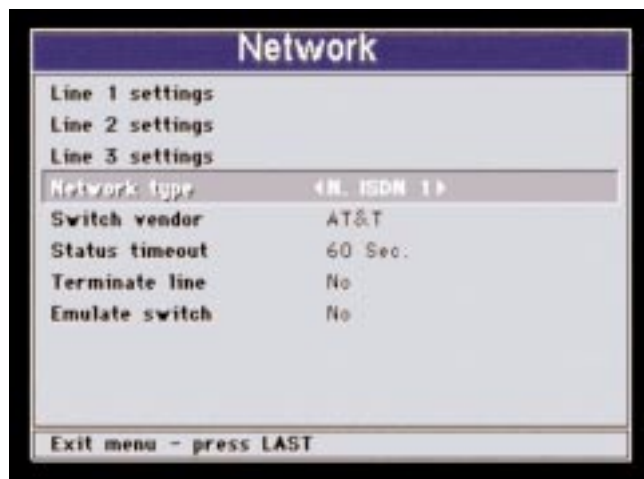 Network
Line 1 settings
Line 2 settings
Line 3 settings
Network type ◄N. ISDN 1►
Switch vendor AT&T
Status timeout 60 Sec.
Terminate line No
Emulate switch No
Exit menu - press LAST